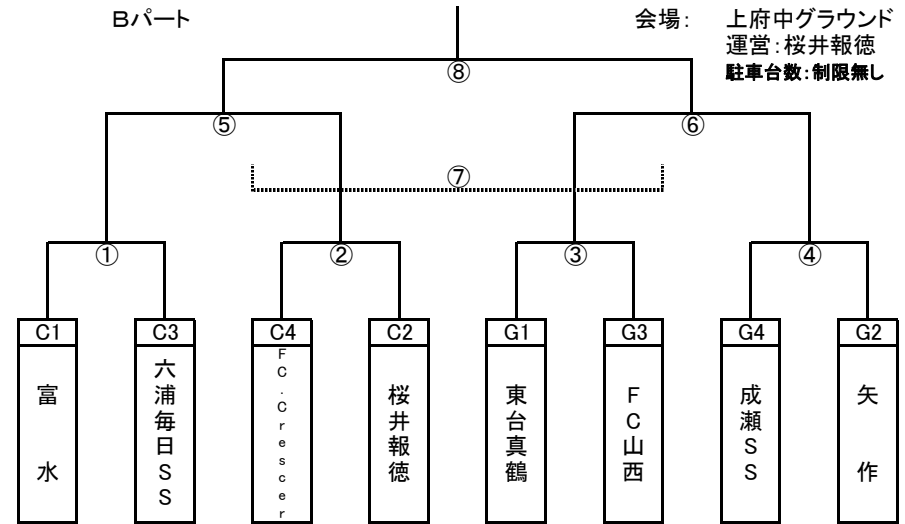 Bパート
会場: 上府中グラウンド
運営:桜井報徳
駐車台数:制限無し
⑧
⑤ ⑥
⑦
① ② ③ ④
C1 C3 C4 C2 G1 G3 G4 G2
富水
六浦毎日SS
FC.Crescer
桜井報徳
東台真鶴
FC山西
成瀬SS
矢作